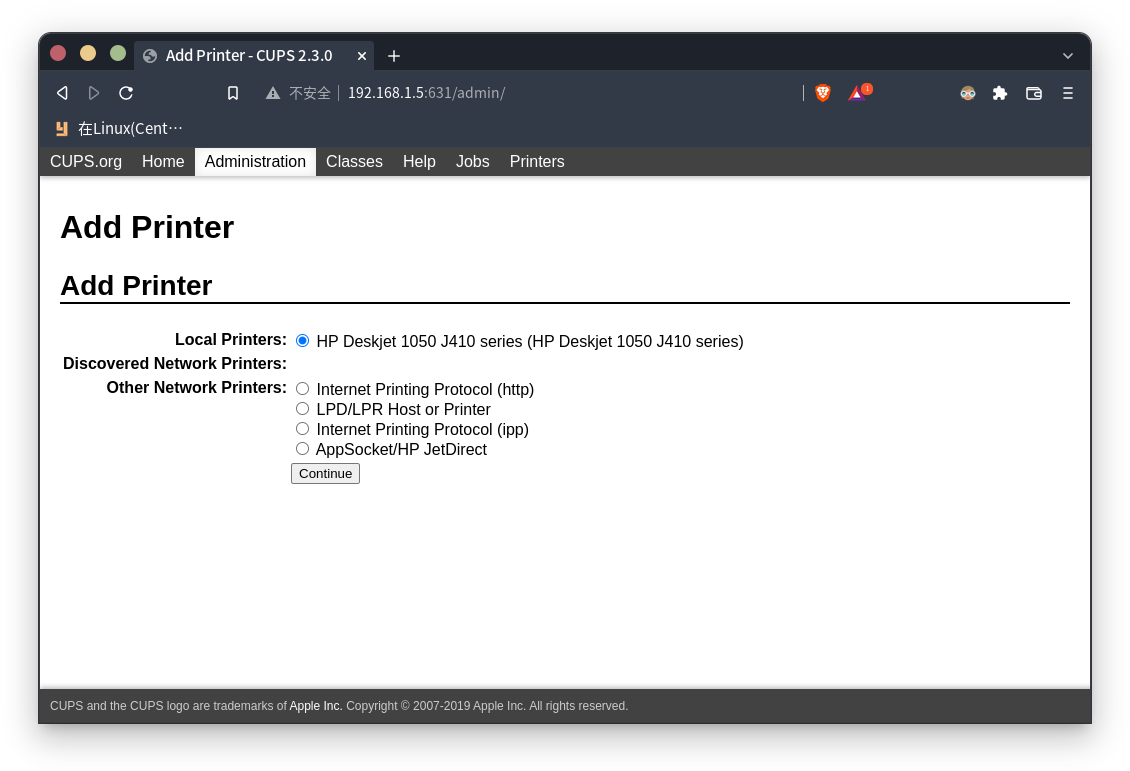 Add Printer - CUPS 2.3.0
不安全 192.168.1.5:631/admin/
1
在Linux(Cent···
CUPS.org Home Administration Classes Help Jobs Printers
Add Printer
Add Printer
Local Printers: HP Deskjet 1050 J410 series (HP Deskjet 1050 J410 series)
Discovered Network Printers:
Other Network Printers: Internet Printing Protocol (http)
LPD/LPR Host or Printer
Internet Printing Protocol (ipp)
AppSocket/HP JetDirect
Continue
CUPS and the CUPS logo are trademarks of Apple Inc. Copyright © 2007-2019 Apple Inc. All rights reserved.